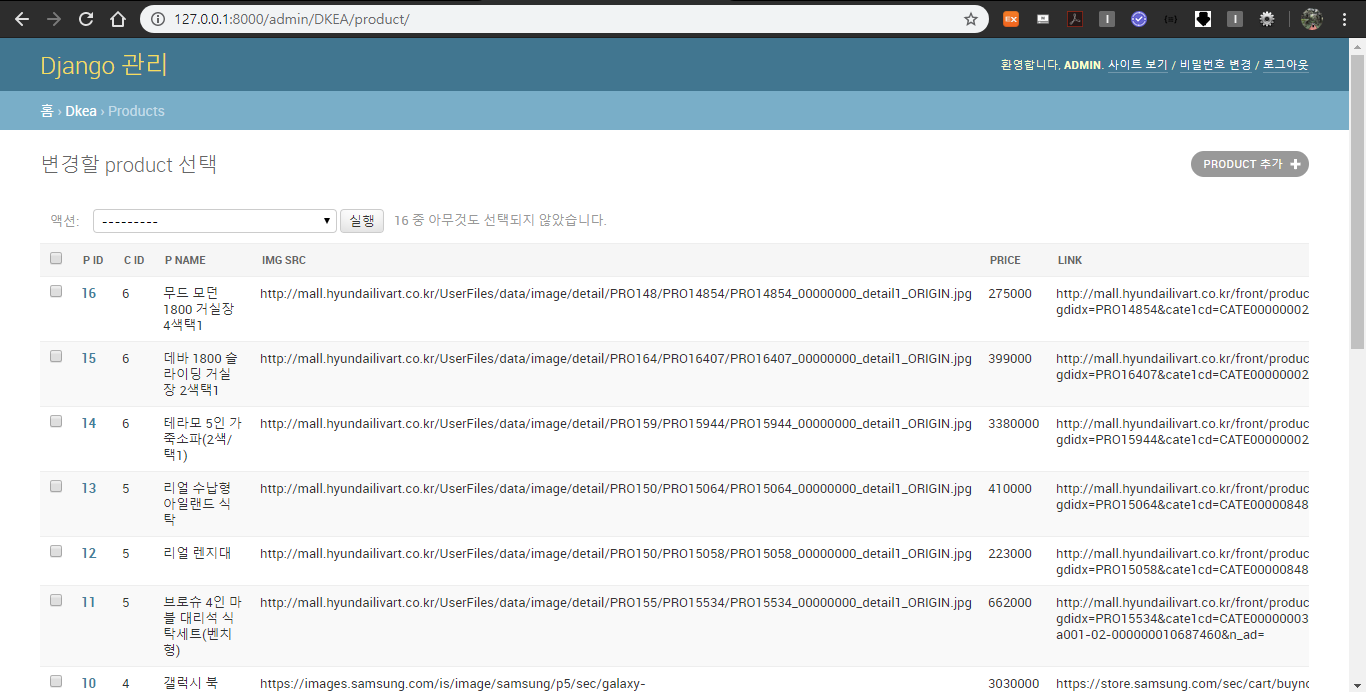 127.0.0.1:8000/admin/DKEA/product/
Django 관리
환영합니다, ADMIN. 사이트 보기 / 비밀번호 변경 / 로그아웃
홈 › Dkea › Products
변경할 product 선택
PRODUCT 추가 +
액션: --------- 실행 16 중 아무것도 선택되지 않았습니다.
P ID C ID P NAME IMG SRC PRICE LINK
16 6 무드 모던 http://mall.hyundailivart.co.kr/UserFiles/data/image/detail/PRO148/PRO14854/PRO14854_00000000_detail1_ORIGIN.jpg 275000 http://mall.hyundailivart.co.kr/front/produc
1800 거실장 gdidx=PRO14854&cate1cd=CATE00000002
4색택1
15 6 데바 1800 슬 http://mall.hyundailivart.co.kr/UserFiles/data/image/detail/PRO164/PRO16407/PRO16407_00000000_detail1_ORIGIN.jpg 399000 http://mall.hyundailivart.co.kr/front/produc
라이딩 거실 gdidx=PRO16407&cate1cd=CATE00000002
장 2색택1
14 6 테라모 5인 가 http://mall.hyundailivart.co.kr/UserFiles/data/image/detail/PRO159/PRO15944/PRO15944_00000000_detail1_ORIGIN.jpg 3380000 http://mall.hyundailivart.co.kr/front/produc
죽소파(2색/ gdidx=PRO15944&cate1cd=CATE00000002
택1)
13 5 리얼 수납형 http://mall.hyundailivart.co.kr/UserFiles/data/image/detail/PRO150/PRO15064/PRO15064_00000000_detail1_ORIGIN.jpg 410000 http://mall.hyundailivart.co.kr/front/produc
아일랜드 식 gdidx=PRO15064&cate1cd=CATE00000848
탁
12 5 리얼 렌지대 http://mall.hyundailivart.co.kr/UserFiles/data/image/detail/PRO150/PRO15058/PRO15058_00000000_detail1_ORIGIN.jpg 223000 http://mall.hyundailivart.co.kr/front/produc
gdidx=PRO15058&cate1cd=CATE00000848
11 5 브로슈 4인 마 http://mall.hyundailivart.co.kr/UserFiles/data/image/detail/PRO155/PRO15534/PRO15534_00000000_detail1_ORIGIN.jpg 662000 http://mall.hyundailivart.co.kr/front/produc
블 대리석 식 gdidx=PRO15534&cate1cd=CATE00000003
탁세트(벤치 a001-02-000000010687460&n_ad=
형)
10 4 갤럭시 북 https://images.samsung.com/is/image/samsung/p5/sec/galaxy- 3030000 https://store.samsung.com/sec/cart/buync